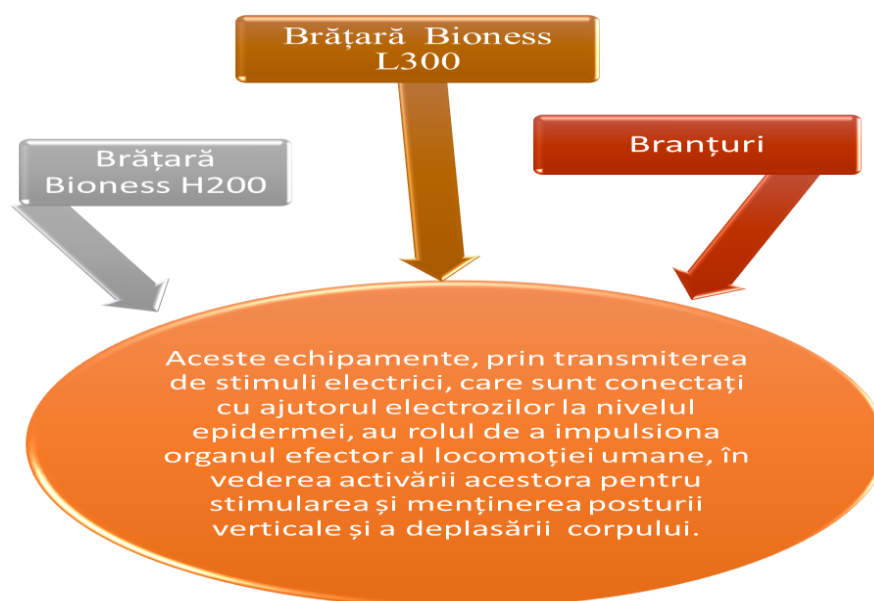 Brățară Bioness
L300
Brățară
Bioness H200
Branțuri
Aceste echipamente, prin transmiterea
de stimuli electrici, care sunt conectați
cu ajutorul electrozilor la nivelul
epidermei, au rolul de a impulsiona
organul efector al locomoției umane, în
vederea activării acestora pentru
stimularea și menținerea posturii
verticale și a deplasării corpului.